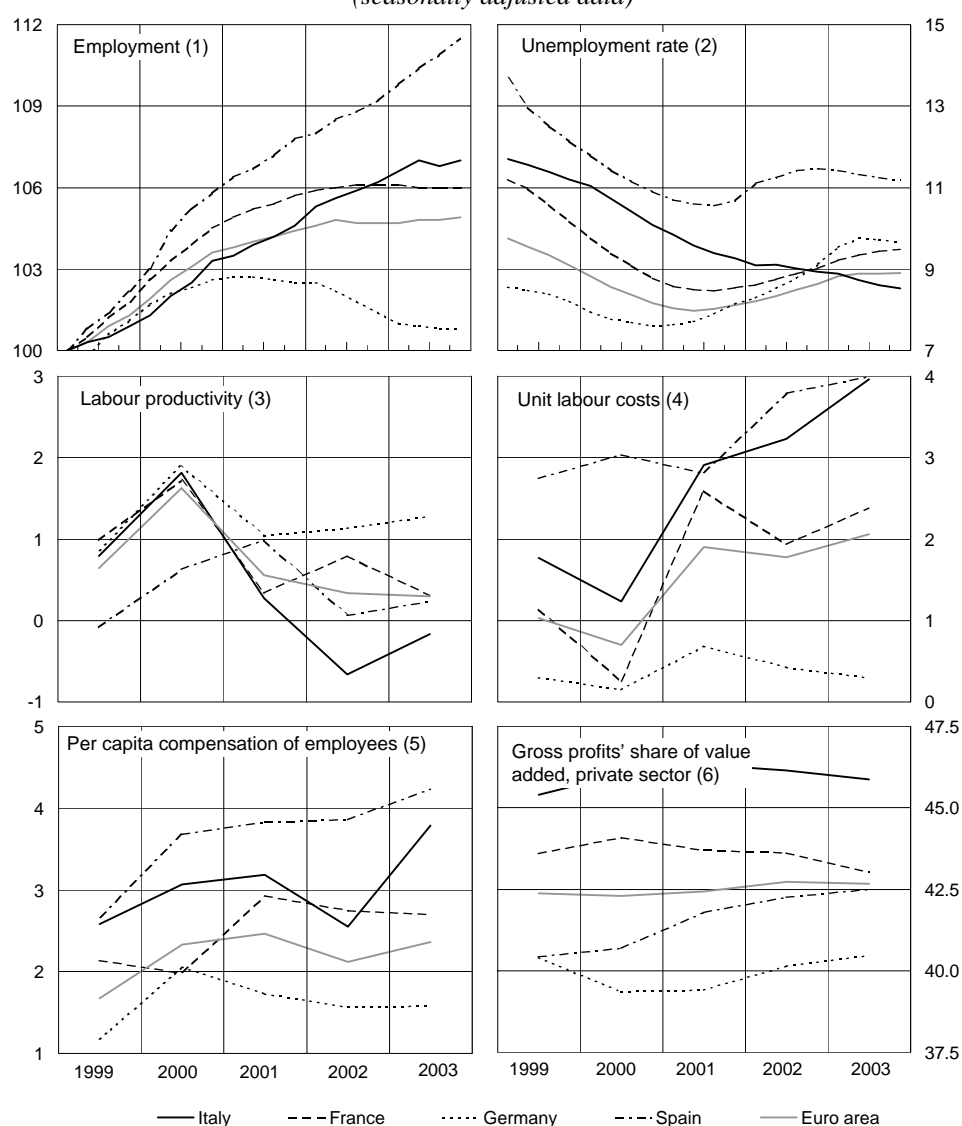 (seasonally adjusted data)
112
109
106
103
100
Employment (1)
Unemployment rate (2)
15
13
11
9
7
3
2
1
0
-1
Labour productivity (3)
Unit labour costs (4)
4
3
2
1
0
5
4
3
2
1
Per capita compensation of employees (5)
Gross profits' share of value
added, private sector (6)
47.5
45.0
42.5
40.0
37.5
1999 2000 2001 2002 2003
1999 2000 2001 2002 2003
Italy France Germany Spain Euro area